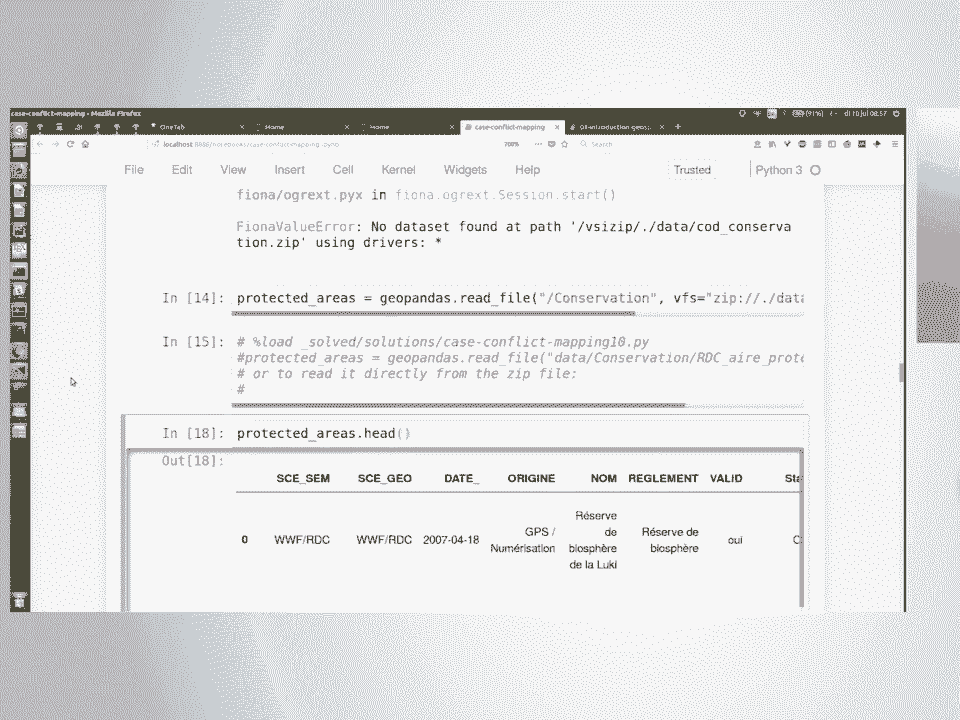 case-conflict-mapping - Mozilla Firefox
OneTab
Home
Home
case-conflict-mapping
localhost:8888/notebooks/case-conflict-mapping.ipynb
Search
File Edit View Insert Cell Kernel Widgets Help Trusted Python 3
fiona/ogrext.pyx in fiona.ogrext.Session.start()
FionaValueError: No dataset found at path '/vsizip/./data/cod_conserva
tion.zip' using drivers: *
In [14]: protected_areas = geopandas.read_file("/Conservation", vfs="zip://./data
In [15]: # %load _solved/solutions/case-conflict-mapping10.py
#protected_areas = geopandas.read_file("data/Conservation/RDC_aire_prote
# or to read it directly from the zip file:
#
In [18]: protected_areas.head()
Out[18]:
SCE_SEM SCE_GEO DATE_ ORIGINE NOM REGLEMENT VALID Sta
0 WWF/RDC WWF/RDC 2007-04-18 GPS / Numérisation Réserve de biosphère de la Luki Réserve de biosphère oui